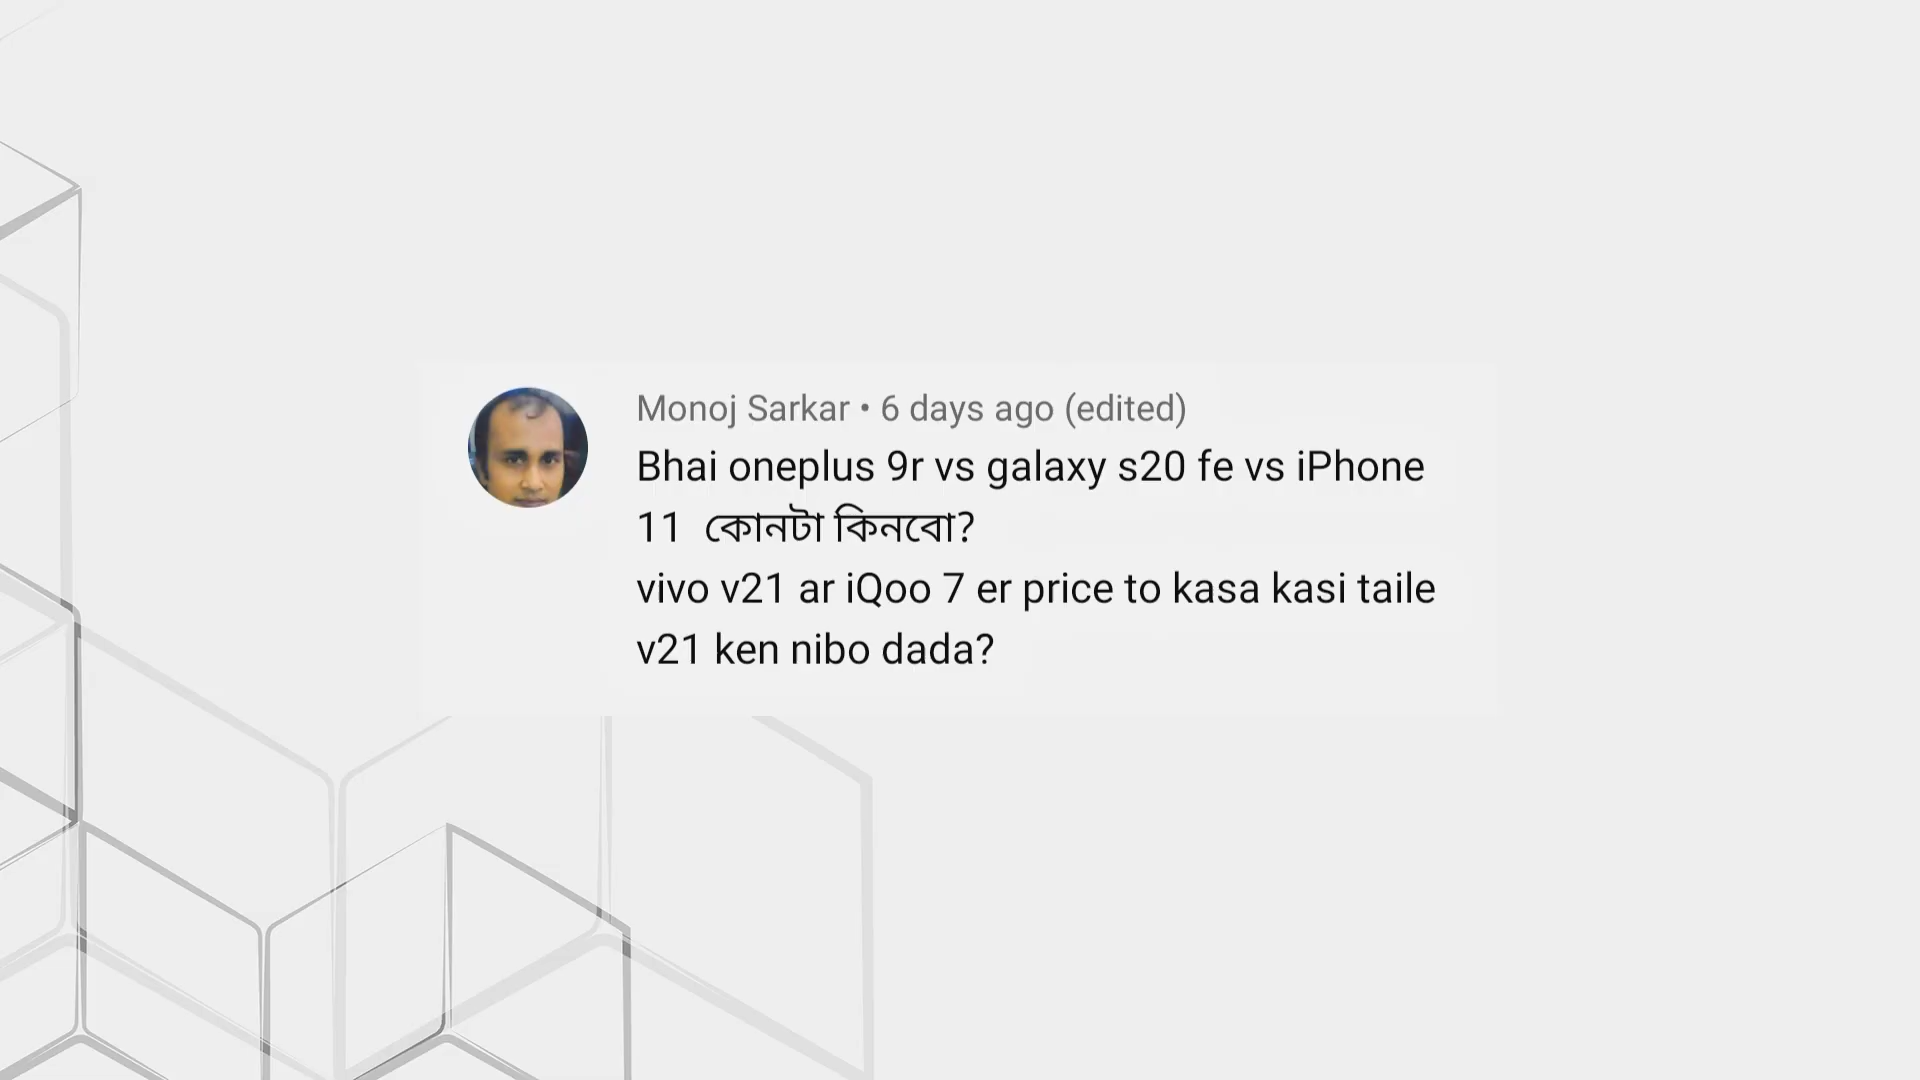 Monoj Sarkar • 6 days ago (edited)
Bhai oneplus 9r vs galaxy s20 fe vs iPhone
11 কোনটা কিনবো?
vivo v21 ar iQoo 7 er price to kasa kasi taile
v21 ken nibo dada?